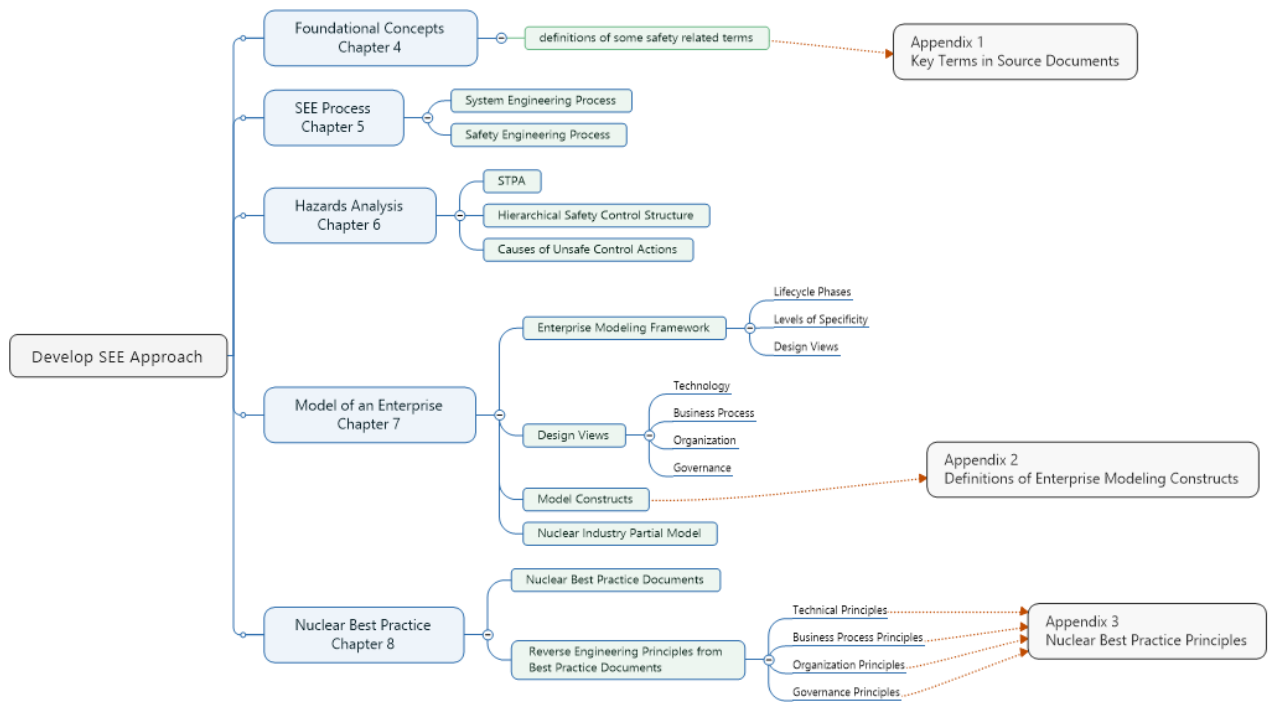 Foundational Concepts
Chapter 4
definitions of some safety related terms
Appendix 1
Key Terms in Source Documents
SEE Process
Chapter 5
System Engineering Process
Safety Engineering Process
Hazards Analysis
Chapter 6
STPA
Hierarchical Safety Control Structure
Causes of Unsafe Control Actions
Develop SEE Approach
Model of an Enterprise
Chapter 7
Enterprise Modeling Framework
Lifecycle Phases
Levels of Specificity
Design Views
Design Views
Technology
Business Process
Organization
Governance
Model Constructs
Appendix 2
Definitions of Enterprise Modeling Constructs
Nuclear Industry Partial Model
Nuclear Best Practice
Chapter 8
Nuclear Best Practice Documents
Reverse Engineering Principles from
Best Practice Documents
Technical Principles
Business Process Principles
Organization Principles
Governance Principles
Appendix 3
Nuclear Best Practice Principles